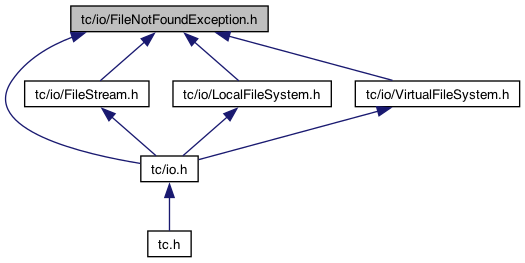 tc/io/FileNotFoundException.h
tc/io/FileStream.h
tc/io/LocalFileSystem.h
tc/io/VirtualFileSystem.h
tc/io.h
tc.h